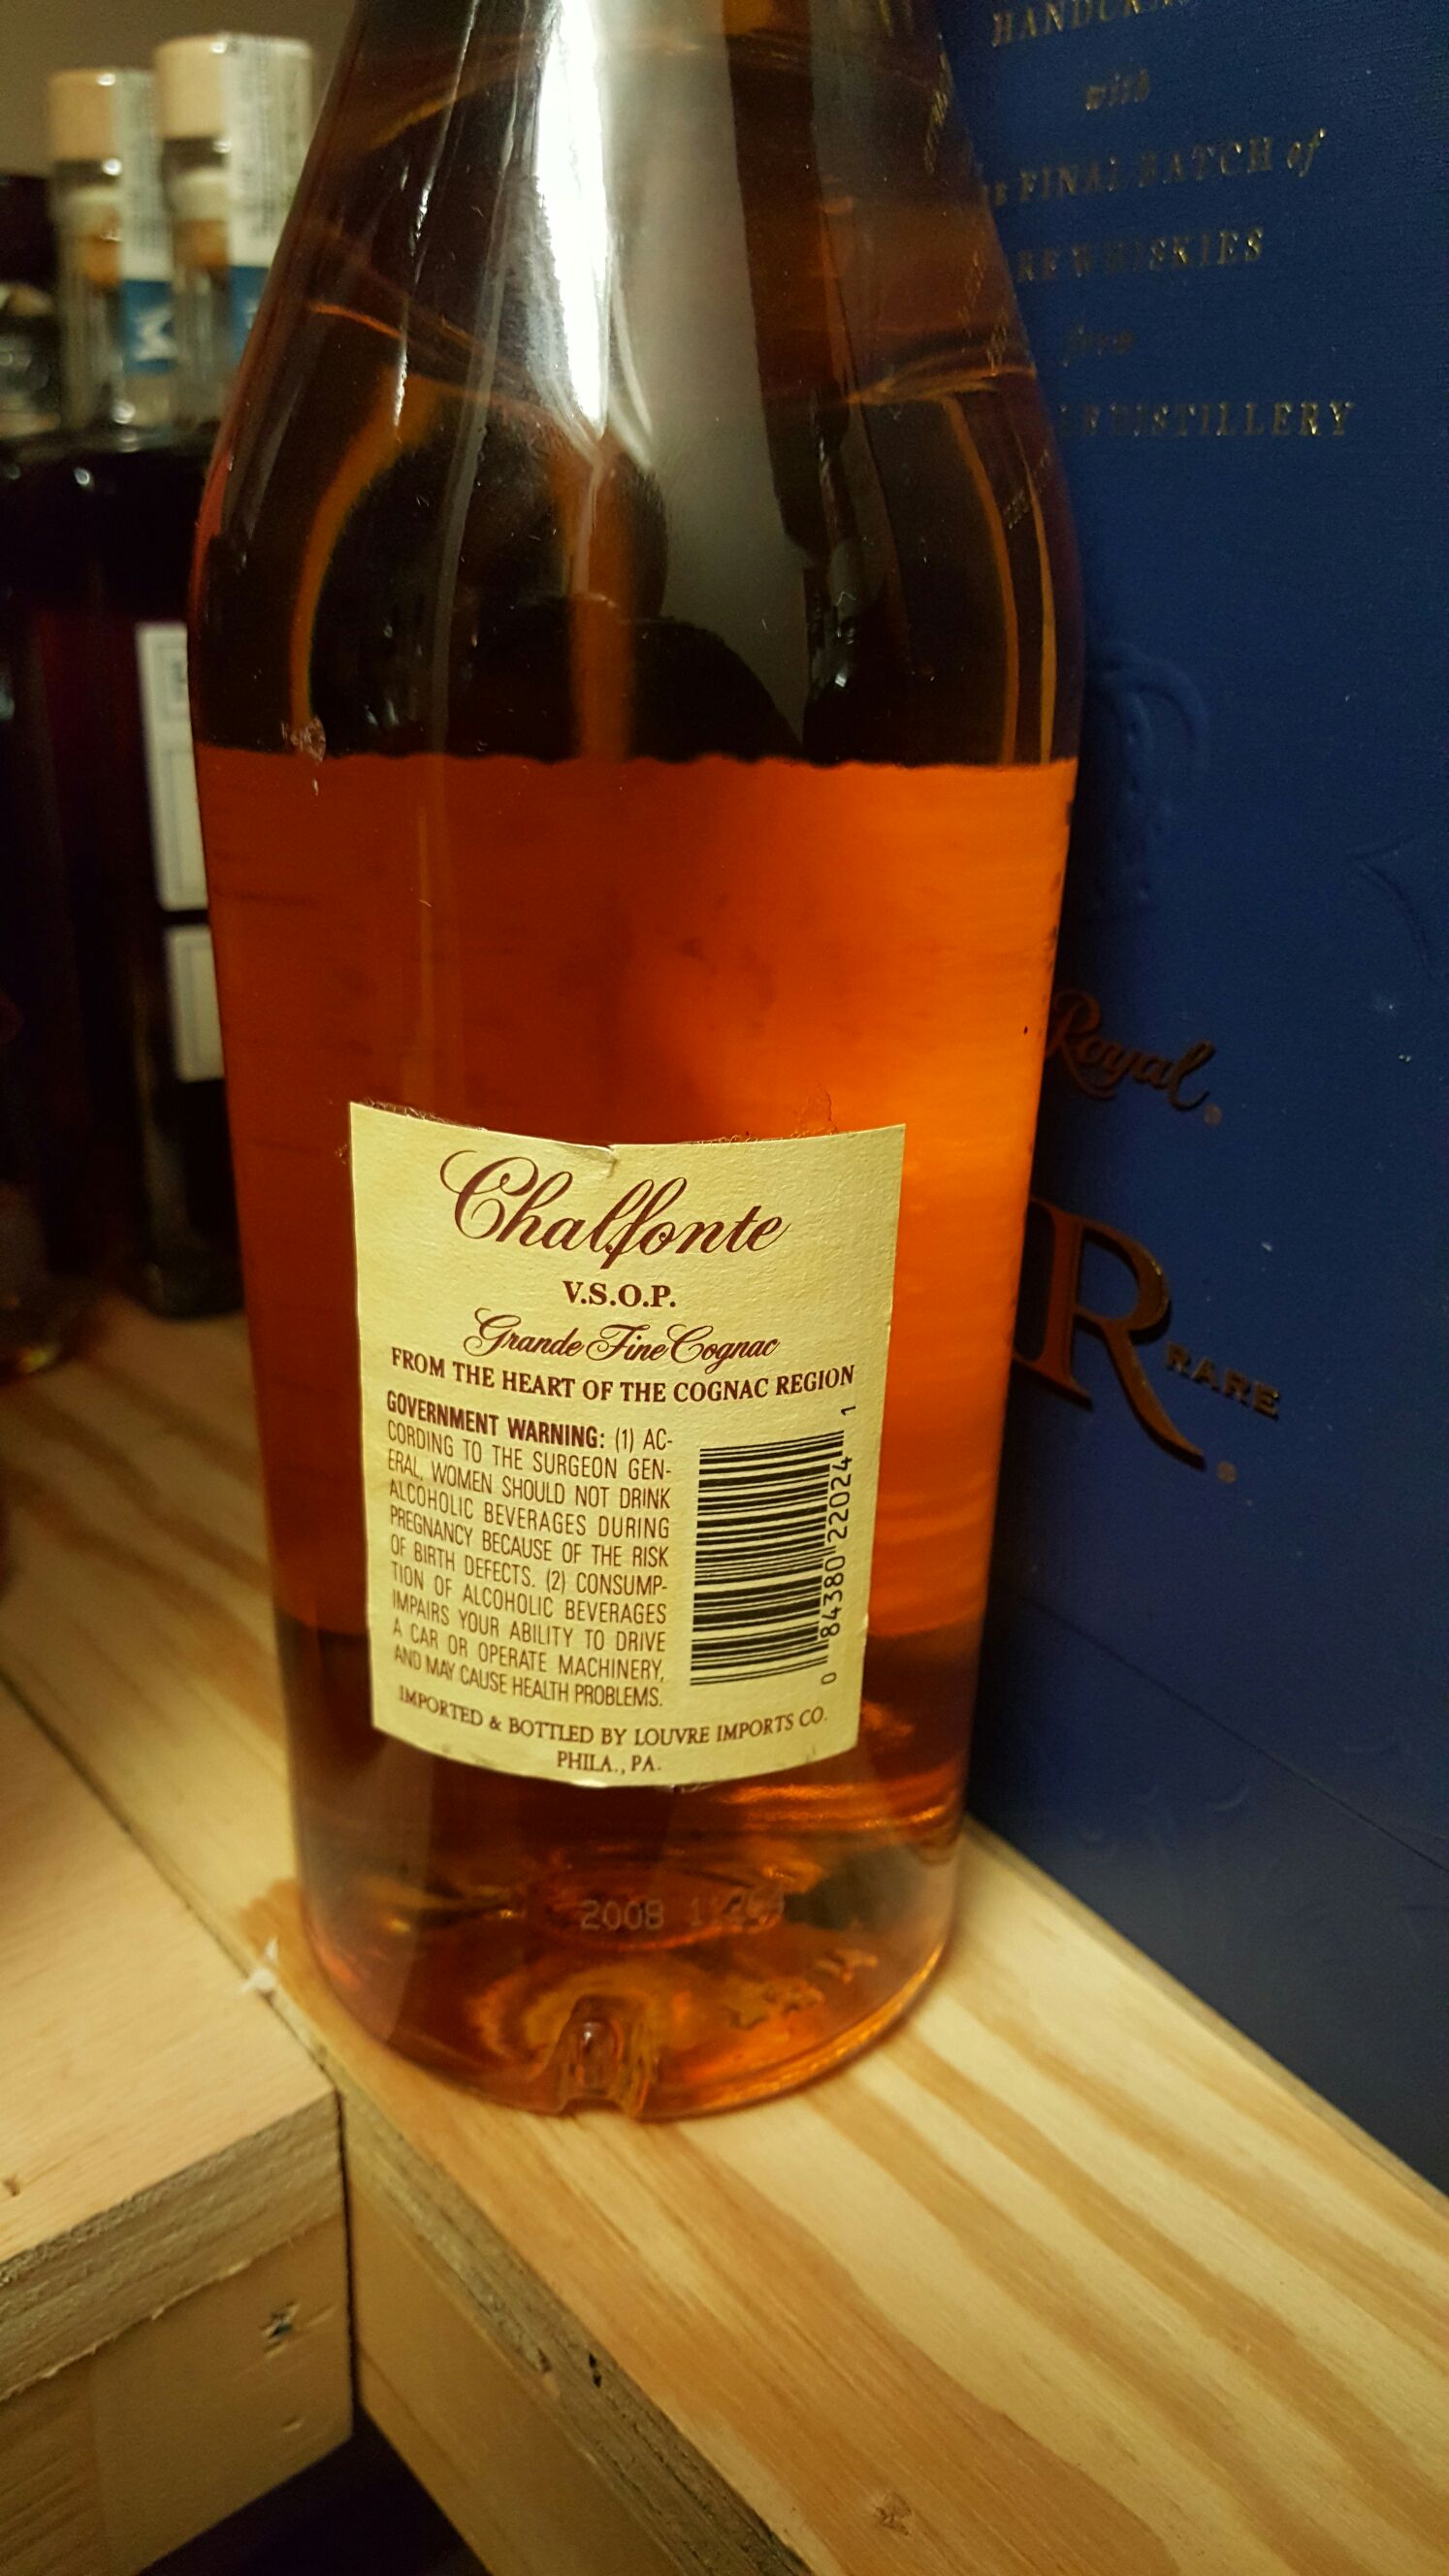 with
FINAL BATCH of
WHISKIES
from
DISTILLERY
Royal
R
RARE
Chalfonte
V.S.O.P.
Grande Fine Cognac
FROM THE HEART OF THE COGNAC REGION
GOVERNMENT WARNING: (1) AC-
CORDING TO THE SURGEON GEN-
ERAL, WOMEN SHOULD NOT DRINK
ALCOHOLIC BEVERAGES DURING
PREGNANCY BECAUSE OF THE RISK
OF BIRTH DEFECTS. (2) CONSUMP-
TION OF ALCOHOLIC BEVERAGES
IMPAIRS YOUR ABILITY TO DRIVE
A CAR OR OPERATE MACHINERY,
AND MAY CAUSE HEALTH PROBLEMS.
0 84380 22024 1
IMPORTED & BOTTLED BY LOUVRE IMPORTS CO.
PHILA., PA.
2008